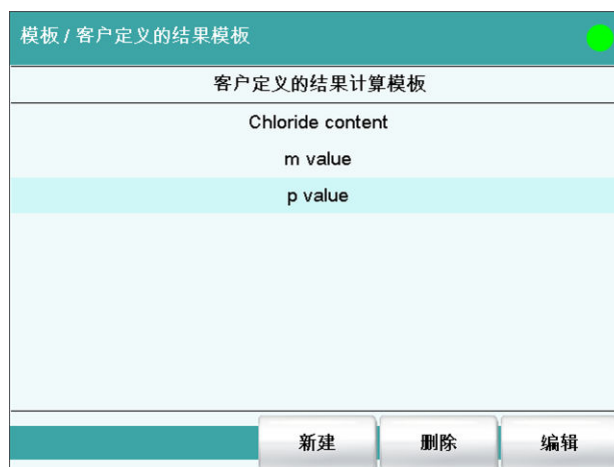 模板 / 客户定义的结果模板
客户定义的结果计算模板
Chloride content
m value
p value
新建 删除 编辑